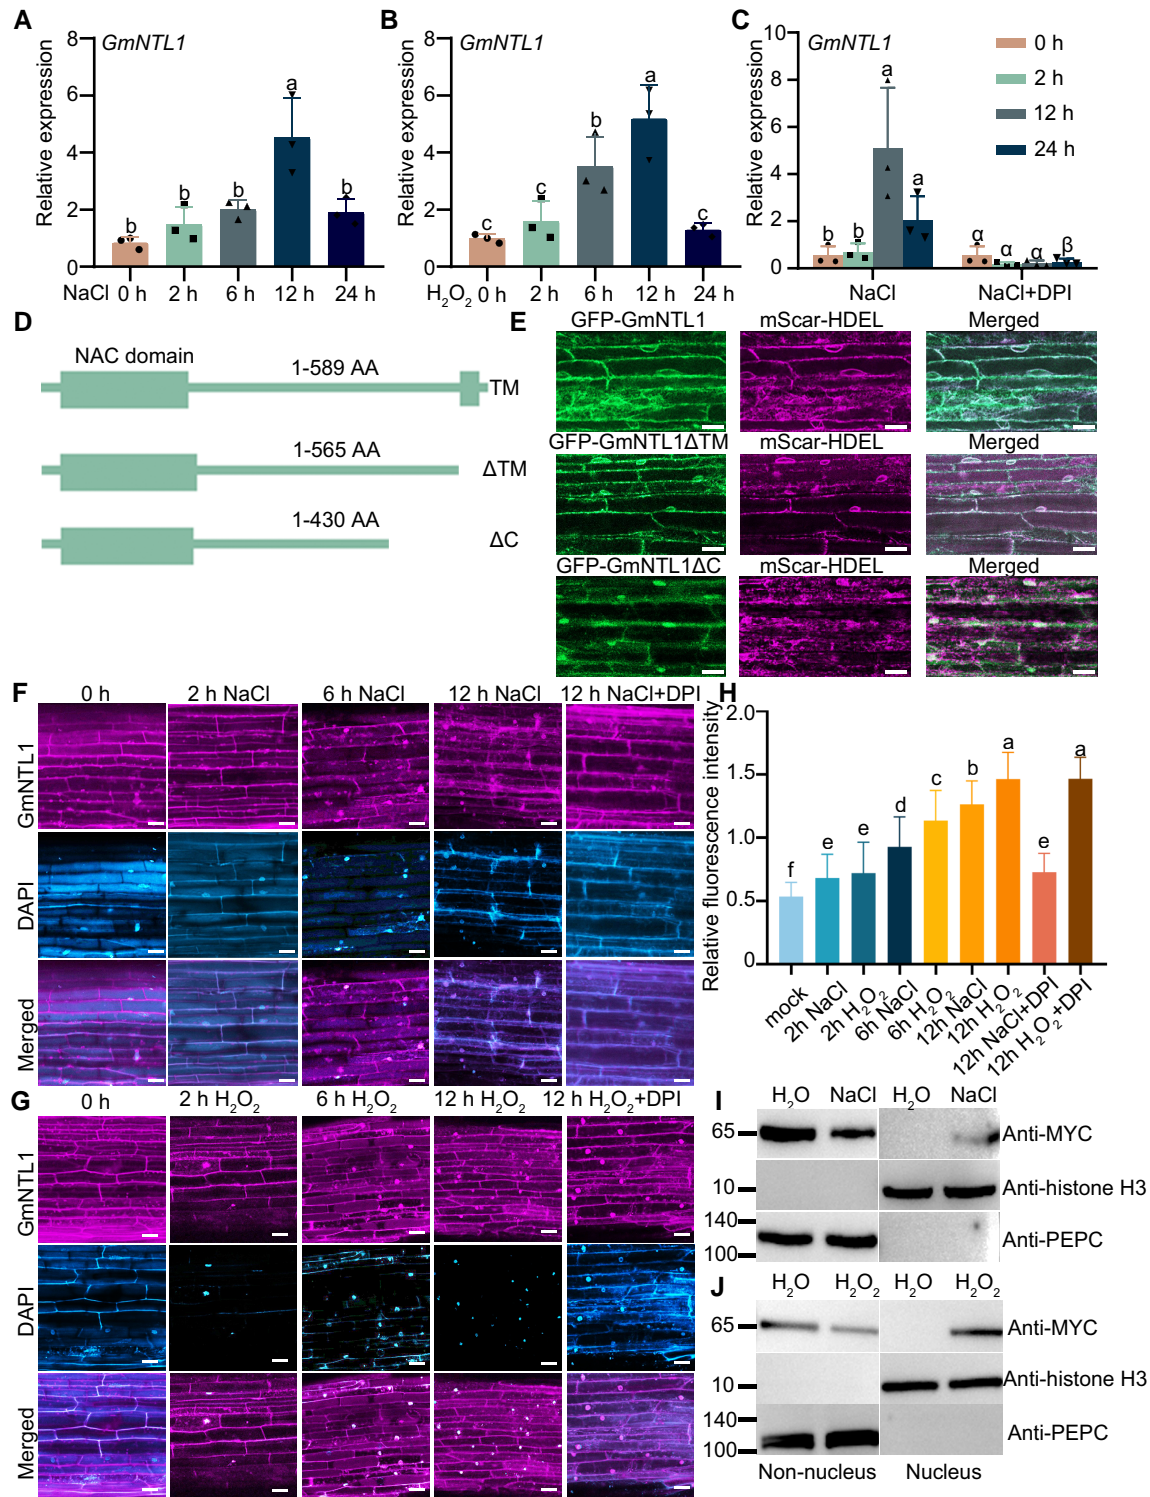 A
GmNTL1
Relative expression
8
6
4
2
0
b
b
b
a
b
NaCl 0 h 2 h 6 h 12 h 24 h
B
GmNTL1
Relative expression
8
6
4
2
0
c
c
b
a
c
H₂O₂ 0 h 2 h 6 h 12 h 24 h
C
GmNTL1
Relative expression
10
8
6
4
2
0
b
b
a
a
α
α
α
β
NaCl NaCl+DPI
0 h
2 h
12 h
24 h
D
NAC domain
1-589 AA
TM
1-565 AA
ΔTM
1-430 AA
ΔC
E
GFP-GmNTL1 mScar-HDEL Merged
GFP-GmNTL1ΔTM mScar-HDEL Merged
GFP-GmNTL1ΔC mScar-HDEL Merged
F
0 h 2 h NaCl 6 h NaCl 12 h NaCl 12 h NaCl+DPI
GmNTL1
DAPI
Merged
G
0 h 2 h H₂O₂ 6 h H₂O₂ 12 h H₂O₂ 12 h H₂O₂+DPI
GmNTL1
DAPI
Merged
H
Relative fluorescence intensity
2.0
1.5
1.0
0.5
0
f
e
e
d
c
b
a
e
a
mock
2h NaCl
2h H₂O₂
6h NaCl
6h H₂O₂
12h NaCl
12h H₂O₂
12h NaCl+DPI
12h H₂O₂+DPI
I
H₂O NaCl H₂O NaCl
65 Anti-MYC
10 Anti-histone H3
140
Anti-PEPC
100
J
H₂O H₂O₂ H₂O H₂O₂
65 Anti-MYC
10 Anti-histone H3
140
Anti-PEPC
100
Non-nucleus Nucleus